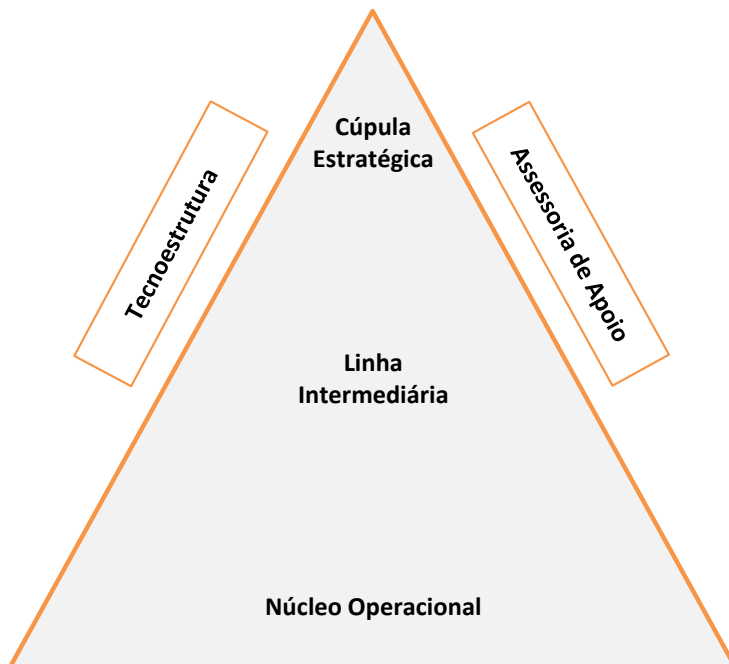 Cúpula
Estratégica
Tecnoestrutura
Assessoria de Apoio
Linha
Intermediária
Núcleo Operacional